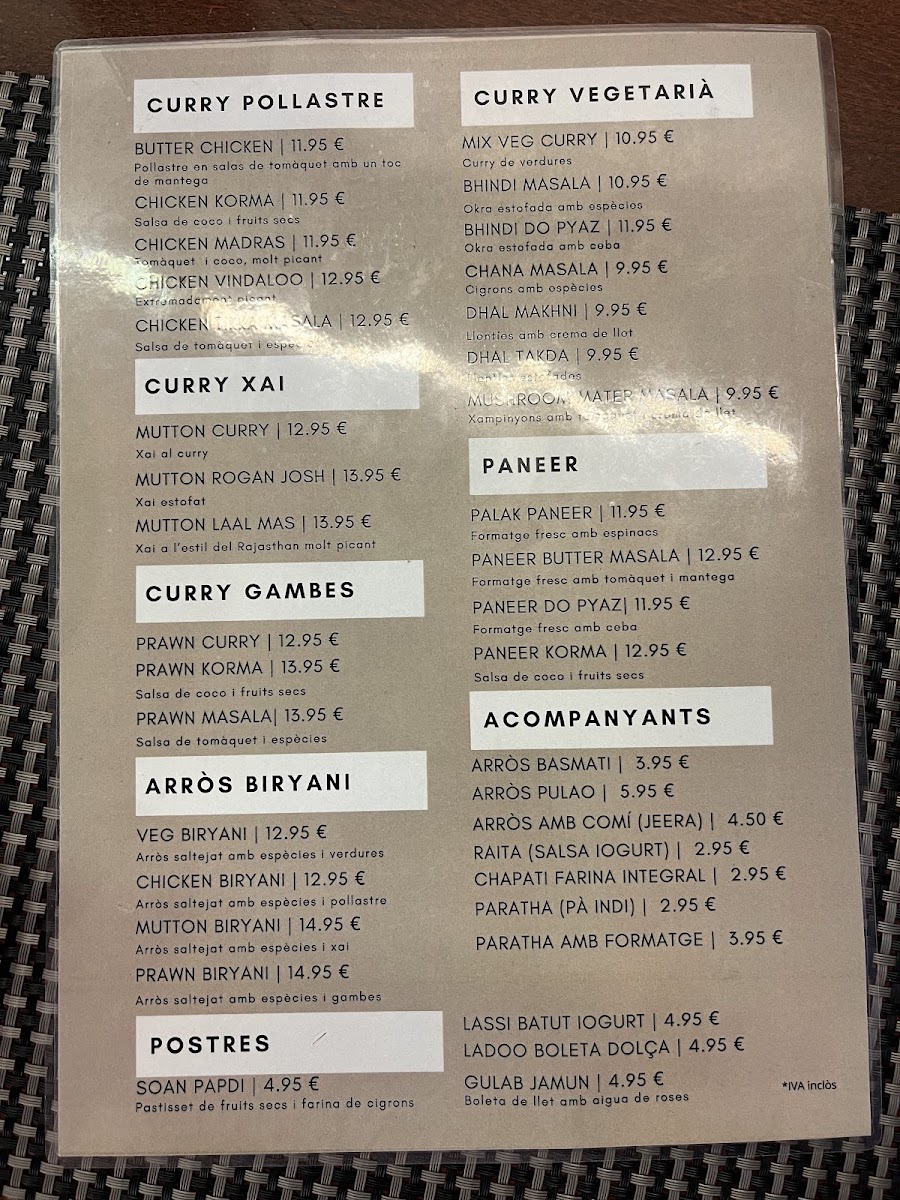 CURRY POLLASTRE
BUTTER CHICKEN | 11.95 €
Pollastre en salas de tomàquet amb un toc
de mantega
CHICKEN KORMA | 11.95 €
Salsa de coco i fruits secs
CHICKEN MADRAS | 11.95 €
Tomàquet i coco, molt picant
CHICKEN VINDALOO | 12.95 €
Extremadament picant
CHICKEN TIKKA MASALA | 12.95 €
Salsa de tomàquet i espècies
CURRY XAI
MUTTON CURRY | 12.95 €
Xai al curry
MUTTON ROGAN JOSH | 13.95 €
Xai estofat
MUTTON LAAL MAS | 13.95 €
Xai a l'estil del Rajasthan molt picant
CURRY GAMBES
PRAWN CURRY | 12.95 €
PRAWN KORMA | 13.95 €
Salsa de coco i fruits secs
PRAWN MASALA| 13.95 €
Salsa de tomàquet i espècies
ARRÒS BIRYANI
VEG BIRYANI | 12.95 €
Arròs saltejat amb espècies i verdures
CHICKEN BIRYANI | 12.95 €
Arròs saltejat amb espècies i pollastre
MUTTON BIRYANI | 14.95 €
Arròs saltejat amb espècies i xai
PRAWN BIRYANI | 14.95 €
Arròs saltejat amb espècies i gambes
POSTRES
SOAN PAPDI | 4.95 €
Pastisset de fruits secs i farina de cigrons
CURRY VEGETARIÀ
MIX VEG CURRY | 10.95 €
Curry de verdures
BHINDI MASALA | 10.95 €
Okra estofada amb espècies
BHINDI DO PYAZ | 11.95 €
Okra estofada amb ceba
CHANA MASALA | 9.95 €
Cigrons amb espècies
DHAL MAKHNI | 9.95 €
Llenties amb crema de llet
DHAL TAKDA | 9.95 €
Llenties estofades
MUSHROOM MATER MASALA | 9.95 €
Xampinyons amb crema de llet
PANEER
PALAK PANEER | 11.95 €
Formatge fresc amb espinacs
PANEER BUTTER MASALA | 12.95 €
Formatge fresc amb tomàquet i mantega
PANEER DO PYAZ| 11.95 €
Formatge fresc amb ceba
PANEER KORMA | 12.95 €
Salsa de coco i fruits secs
ACOMPANYANTS
ARRÒS BASMATI | 3.95 €
ARRÒS PULAO | 5.95 €
ARRÒS AMB COMÍ (JEERA) | 4.50 €
RAITA (SALSA IOGURT) | 2.95 €
CHAPATI FARINA INTEGRAL | 2.95 €
PARATHA (PÀ INDI) | 2.95 €
PARATHA AMB FORMATGE | 3.95 €
LASSI BATUT IOGURT | 4.95 €
LADOO BOLETA DOLÇA | 4.95 €
GULAB JAMUN | 4.95 €
Boleta de llet amb aigua de roses
*IVA inclòs